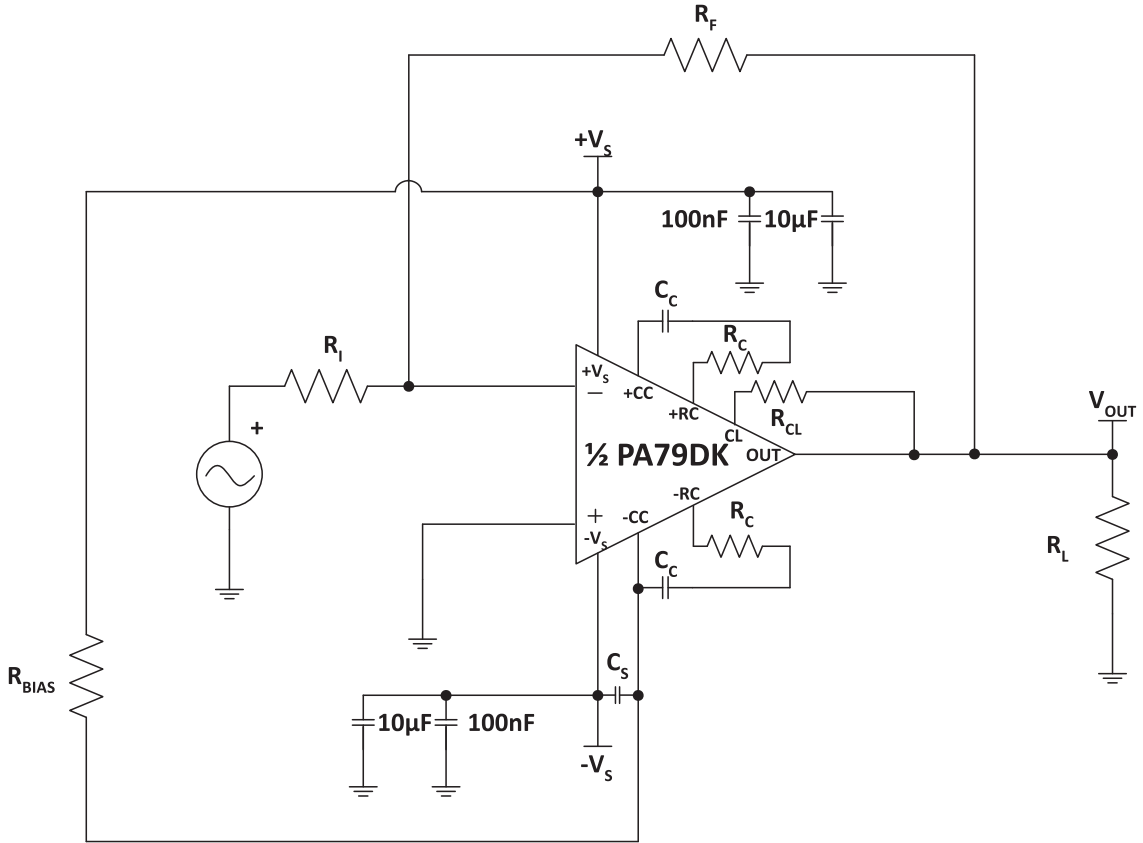 R_F
+V_S
100nF 10µF
C_C
R_C
R_I
+V_S
−
+CC
+RC
CL
R_CL
½ PA79DK
OUT
V_OUT
+
-RC
R_C
+
-CC
-V_S
C_C
R_L
R_BIAS
C_S
10µF 100nF
-V_S